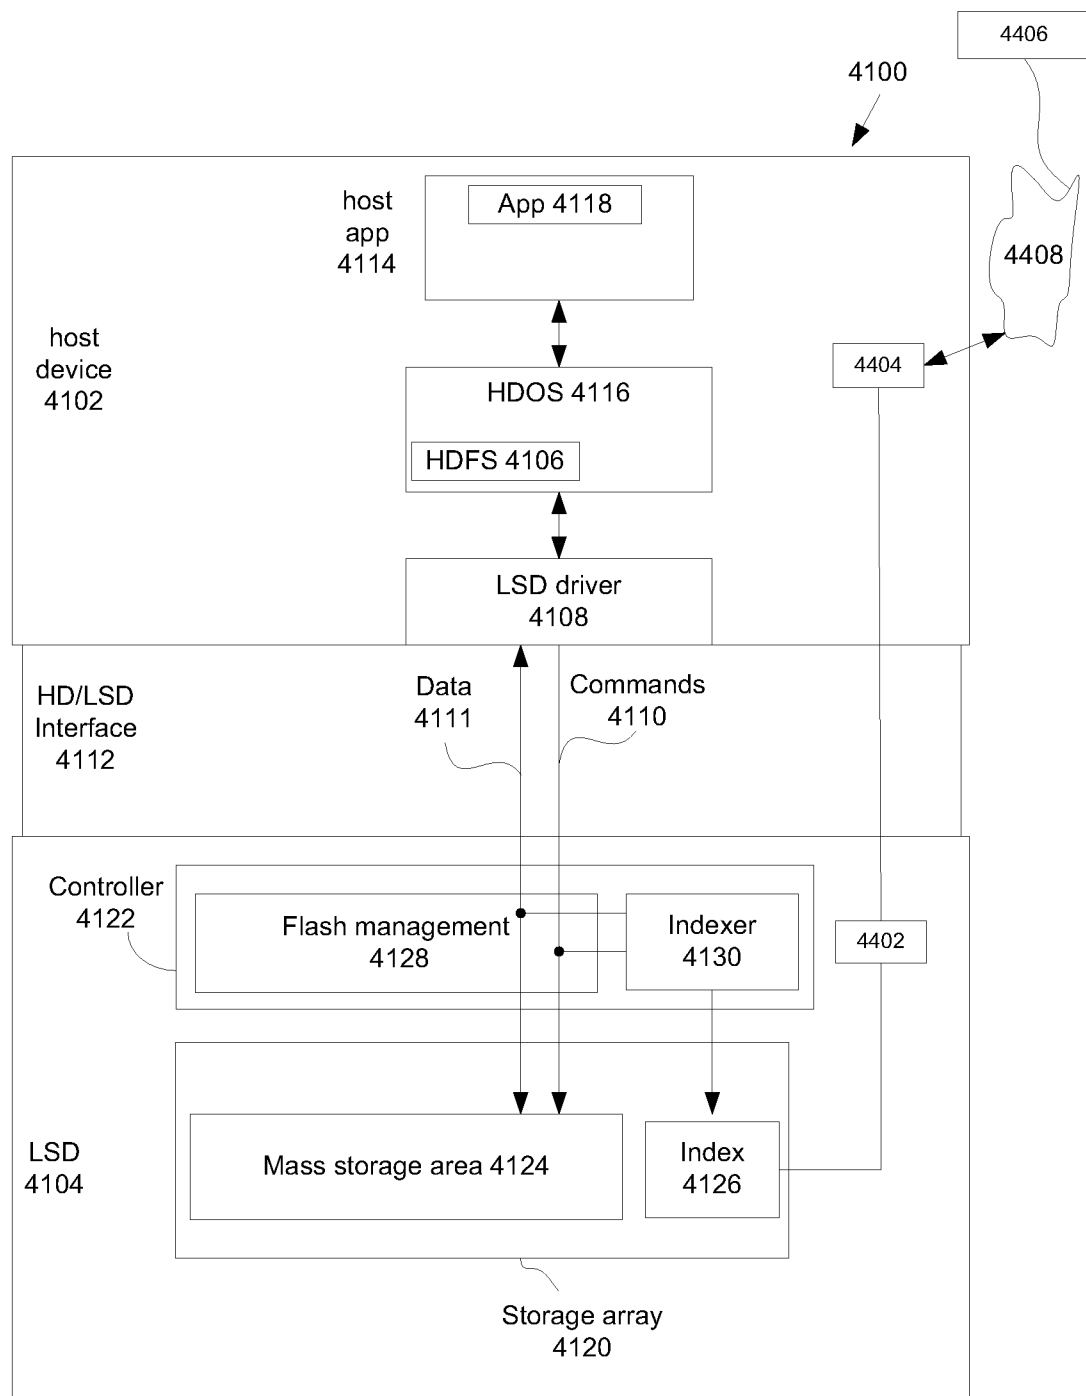 4406
4100
host
app
4114
App 4118
4408
host
device
4102
4404
HDOS 4116
HDFS 4106
LSD driver
4108
HD/LSD
Interface
4112
Data
4111
Commands
4110
Controller
4122
Flash management
4128
Indexer
4130
4402
LSD
4104
Mass storage area 4124
Index
4126
Storage array
4120